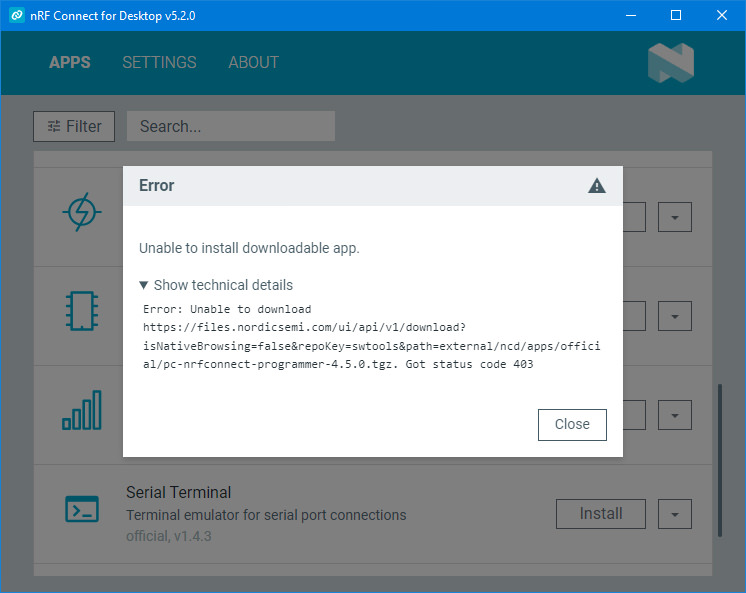 nRF Connect for Desktop v5.2.0
APPS SETTINGS ABOUT
Filter Search...
Error
Unable to install downloadable app.
▼ Show technical details
Error: Unable to download
https://files.nordicsemi.com/ui/api/v1/download?
isNativeBrowsing=false&repoKey=swtools&path=external/ncd/apps/offici
al/pc-nrfconnect-programmer-4.5.0.tgz. Got status code 403
Close
Serial Terminal
Terminal emulator for serial port connections
official, v1.4.3
Install